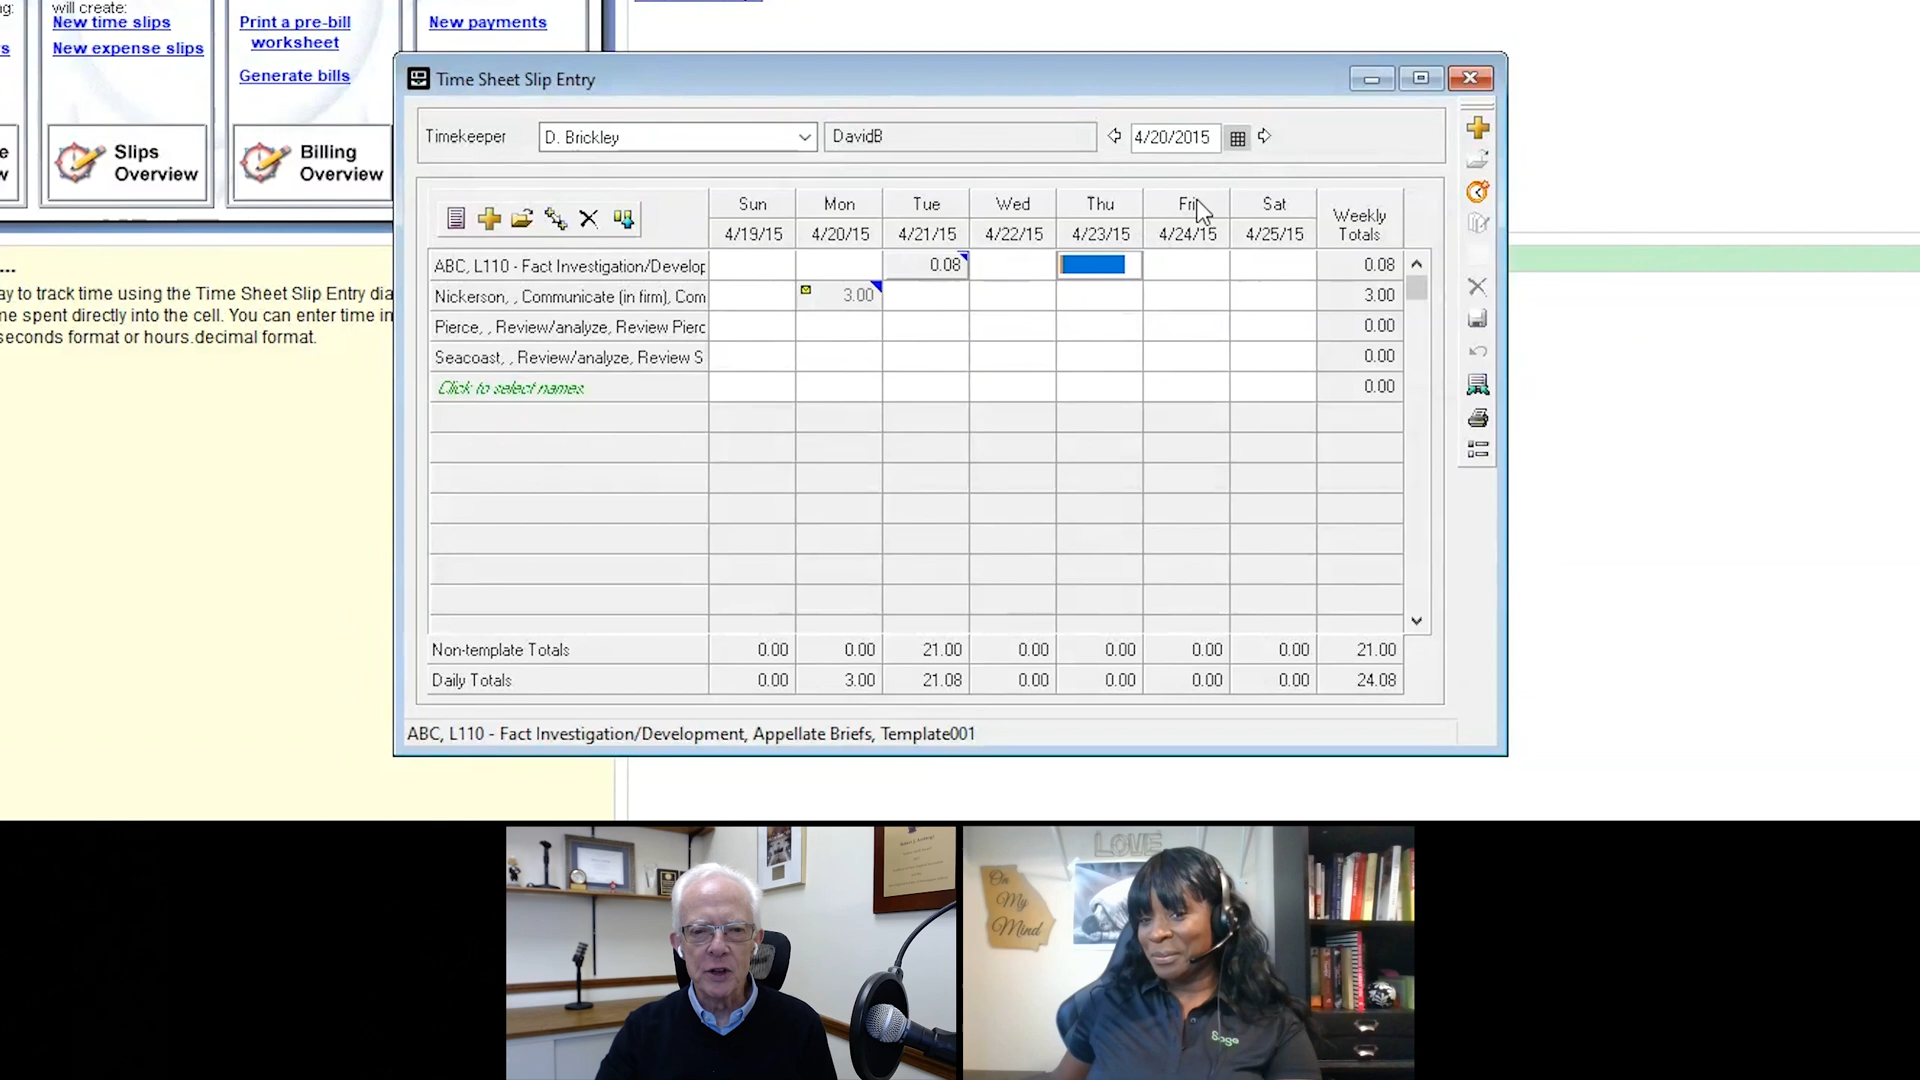 ng:
will create:
New time slips
New expense slips
Print a pre-bill
worksheet
Generate bills
New payments
Slips
Overview
Billing
Overview
...
ay to track time using the Time Sheet Slip Entry dia
me spent directly into the cell. You can enter time in
seconds format or hours.decimal format.
Time Sheet Slip Entry
Timekeeper D. Brickley DavidB 4/20/2015
Sun Mon Tue Wed Thu Fri Sat Weekly
Totals
4/19/15 4/20/15 4/21/15 4/22/15 4/23/15 4/24/15 4/25/15
ABC, L110 - Fact Investigation/Develop 0.08 0.08
Nickerson, , Communicate (in firm), Com 3.00 3.00
Pierce, , Review/analyze, Review Pierc 0.00
Seacoast, , Review/analyze, Review S 0.00
Click to select names. 0.00
Non-template Totals 0.00 0.00 21.00 0.00 0.00 0.00 0.00 21.00
Daily Totals 0.00 3.00 21.08 0.00 0.00 0.00 0.00 24.08
ABC, L110 - Fact Investigation/Development, Appellate Briefs, Template001
LOVE
On
My
Mind
Sage